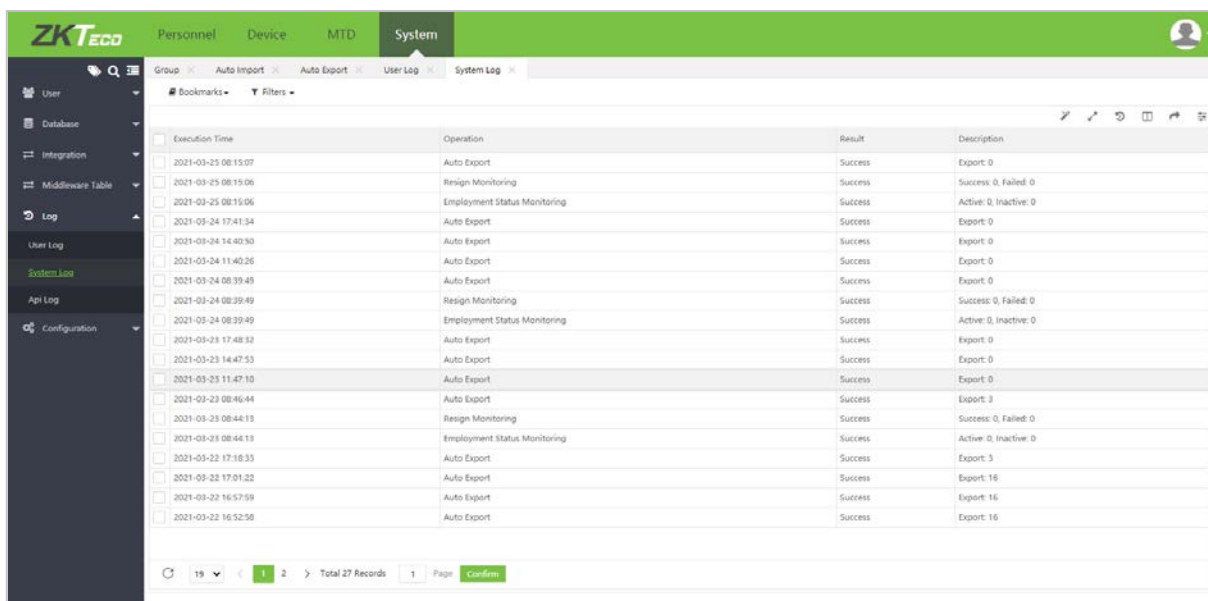 ZKTECO Personnel Device MTD System
Group Auto Import Auto Export User Log System Log
User
Bookmarks Filters
Database
Integration
Middleware Table
Log
User Log
System Log
Api Log
Configuration
Execution Time Operation Result Description
2021-03-25 08:15:07 Auto Export Success Export: 0
2021-03-25 08:15:06 Resign Monitoring Success Success: 0, Failed: 0
2021-03-25 08:15:06 Employment Status Monitoring Success Active: 0, Inactive: 0
2021-03-24 17:41:34 Auto Export Success Export: 0
2021-03-24 14:40:50 Auto Export Success Export: 0
2021-03-24 11:40:26 Auto Export Success Export: 0
2021-03-24 08:39:49 Auto Export Success Export: 0
2021-03-24 08:39:49 Resign Monitoring Success Success: 0, Failed: 0
2021-03-24 08:39:49 Employment Status Monitoring Success Active: 0, Inactive: 0
2021-03-23 17:48:32 Auto Export Success Export: 0
2021-03-23 14:47:53 Auto Export Success Export: 0
2021-03-23 11:47:10 Auto Export Success Export: 0
2021-03-23 08:46:44 Auto Export Success Export: 3
2021-03-23 08:44:13 Resign Monitoring Success Success: 0, Failed: 0
2021-03-23 08:44:13 Employment Status Monitoring Success Active: 0, Inactive: 0
2021-03-22 17:18:33 Auto Export Success Export: 3
2021-03-22 17:01:22 Auto Export Success Export: 16
2021-03-22 16:57:59 Auto Export Success Export: 16
2021-03-22 16:52:58 Auto Export Success Export: 16
19 < 1 2 > Total 27 Records 1 Page Confirm